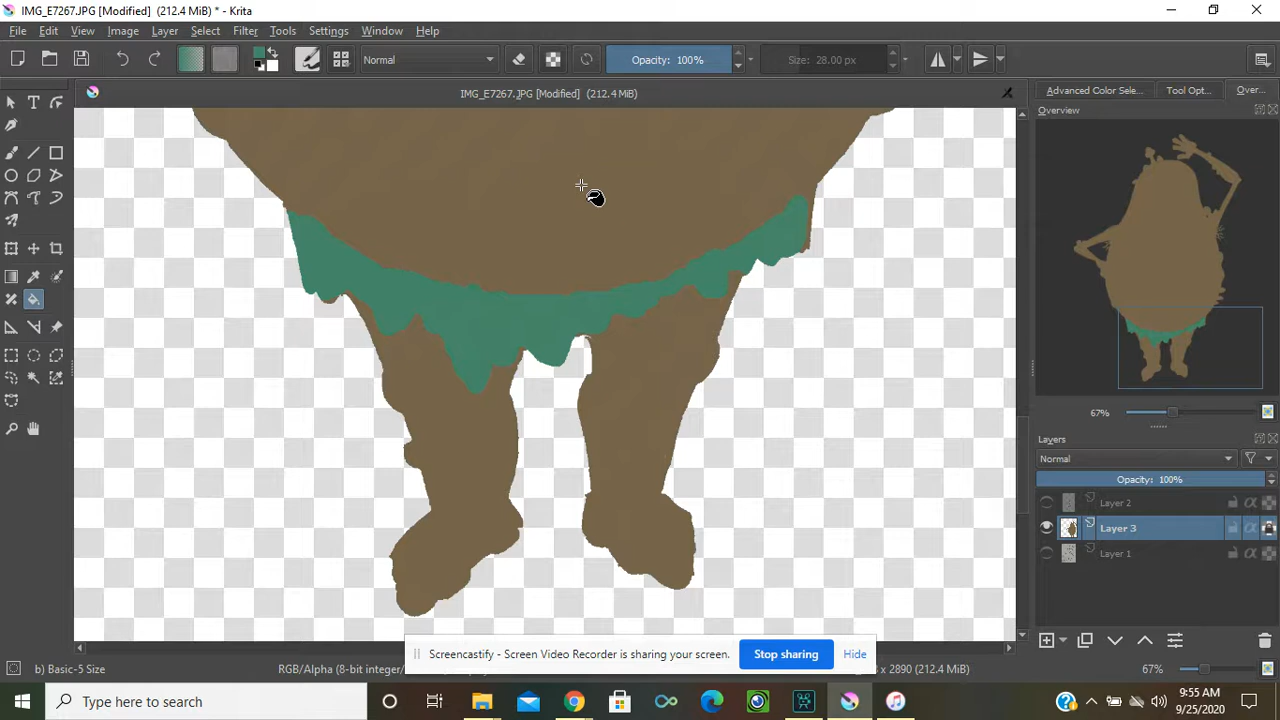 IMG_E7267.JPG [Modified] (212.4 MiB) * - Krita
File Edit View Image Layer Select Filter Tools Settings Window Help
Normal Opacity: 100% Size: 28.00 px
IMG_E7267.JPG [Modified] (212.4 MiB)
Advanced Color Sele... Tool Opt... Over...
Overview
67%
Layers
Normal
Opacity: 100%
Layer 2
Layer 3
Layer 1
Screencastify - Screen Video Recorder is sharing your screen. Stop sharing Hide
b) Basic-5 Size RGB/Alpha (8-bit integer/ x 2890 (212.4 MiB) 67%
Type here to search
9:55 AM
9/25/2020